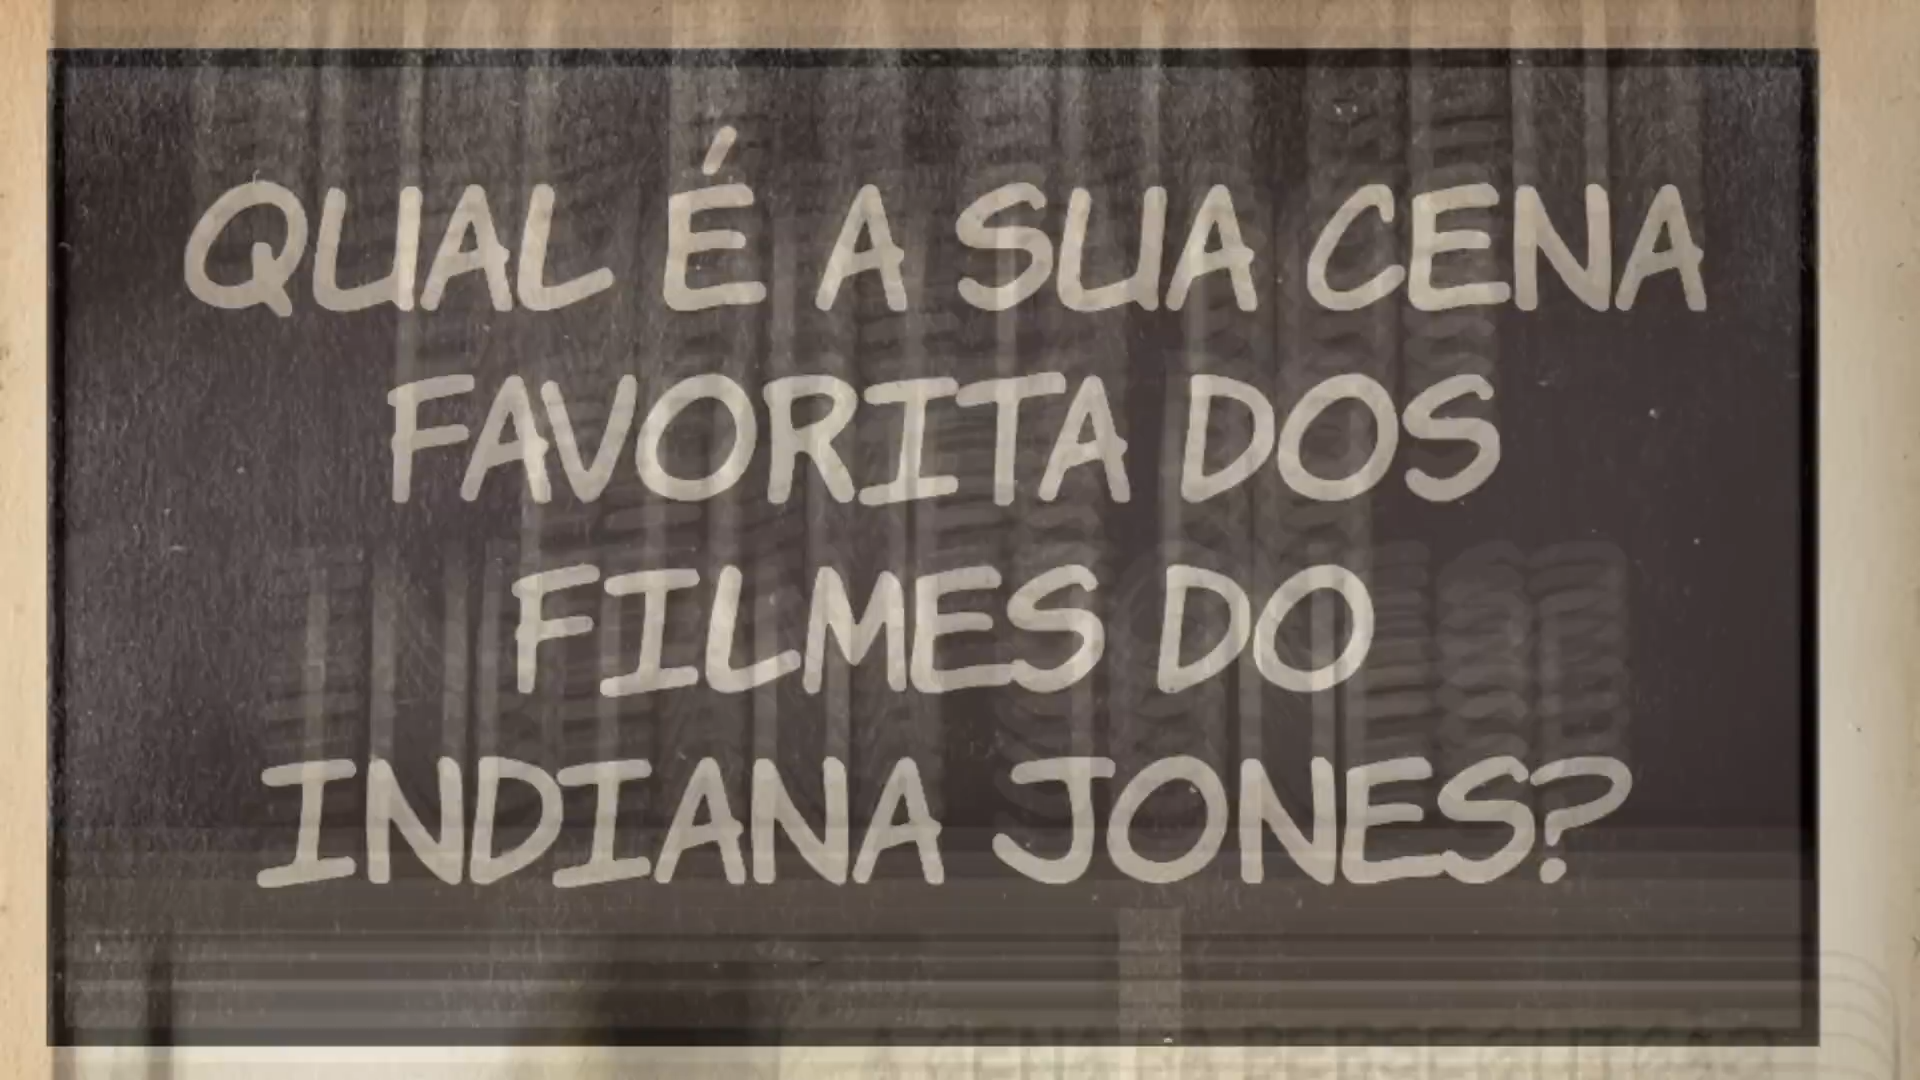 QUAL É A SUA CENA
FAVORITA DOS
FILMES DO
INDIANA JONES?